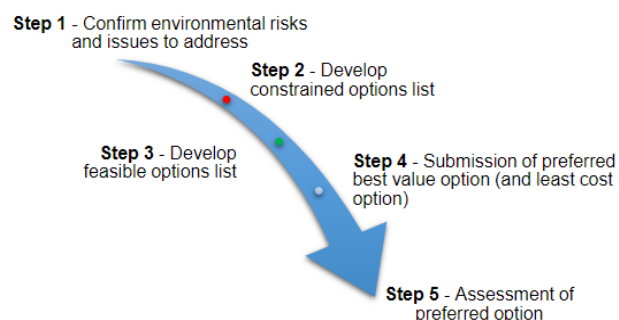 Step 1 - Confirm environmental risks
and issues to address
Step 2 - Develop
constrained options list
Step 3 - Develop
feasible options list
Step 4 - Submission of preferred
best value option (and least cost
option)
Step 5 - Assessment of
preferred option